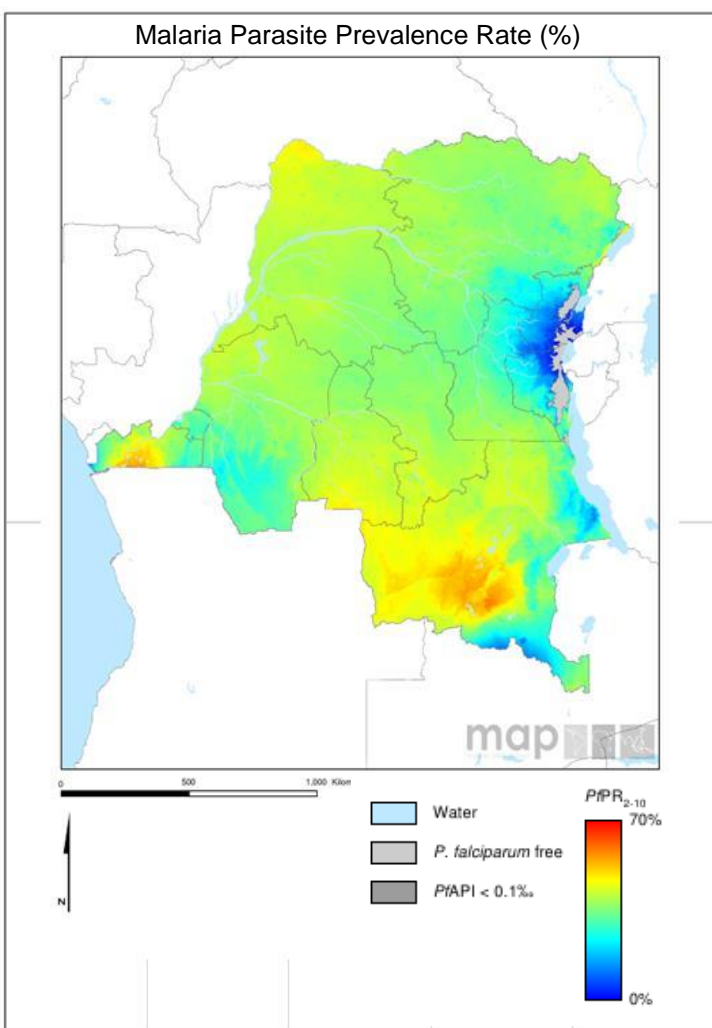 Malaria Parasite Prevalence Rate (%)
map
0 500 1,000 Kilom
Water
P. falciparum free
PfAPI < 0.1‰
N
PfPR2-10
70%
0%